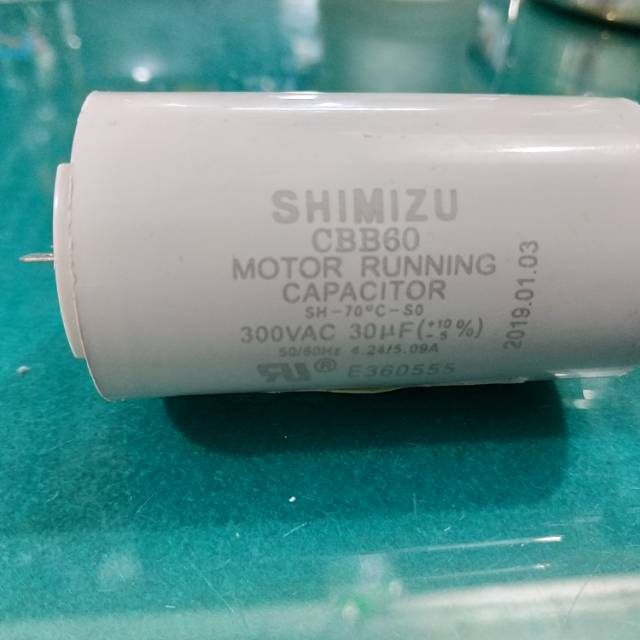 SHIMIZU
CBB60
MOTOR RUNNING
CAPACITOR
SH-70°C-S0
300VAC 30µF(+10 -5 %)
50/60Hz 4.24/5.09A
RU® E360555
2019.01.03